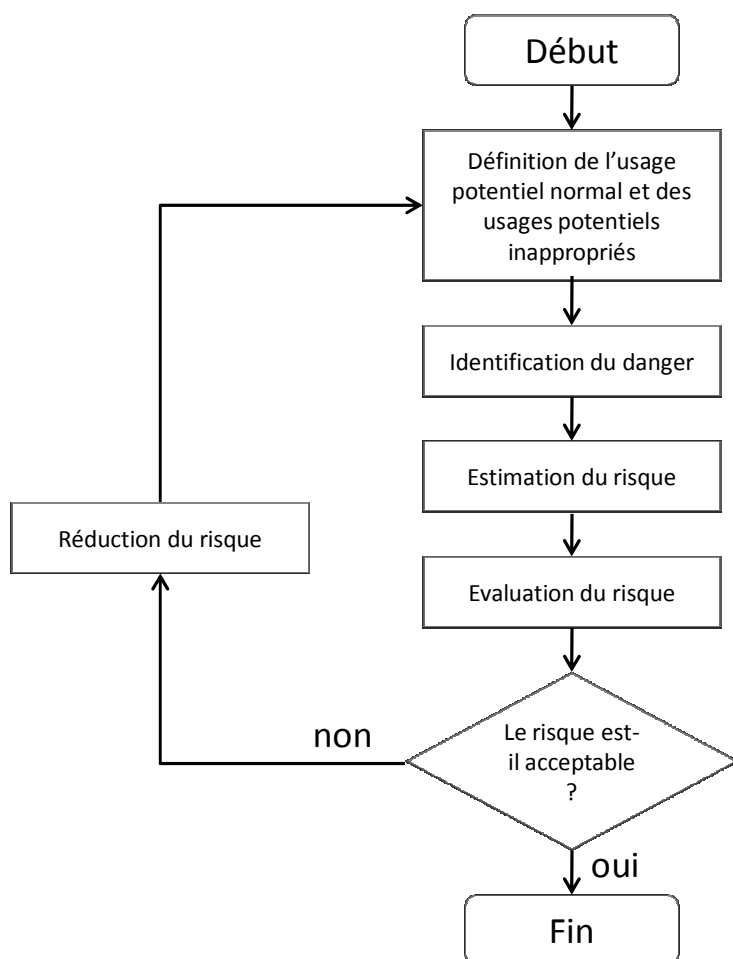 Début
Définition de l'usage
potentiel normal et des
usages potentiels
inappropriés
Identification du danger
Estimation du risque
Réduction du risque
Evaluation du risque
non
Le risque est-
il acceptable
?
oui
Fin